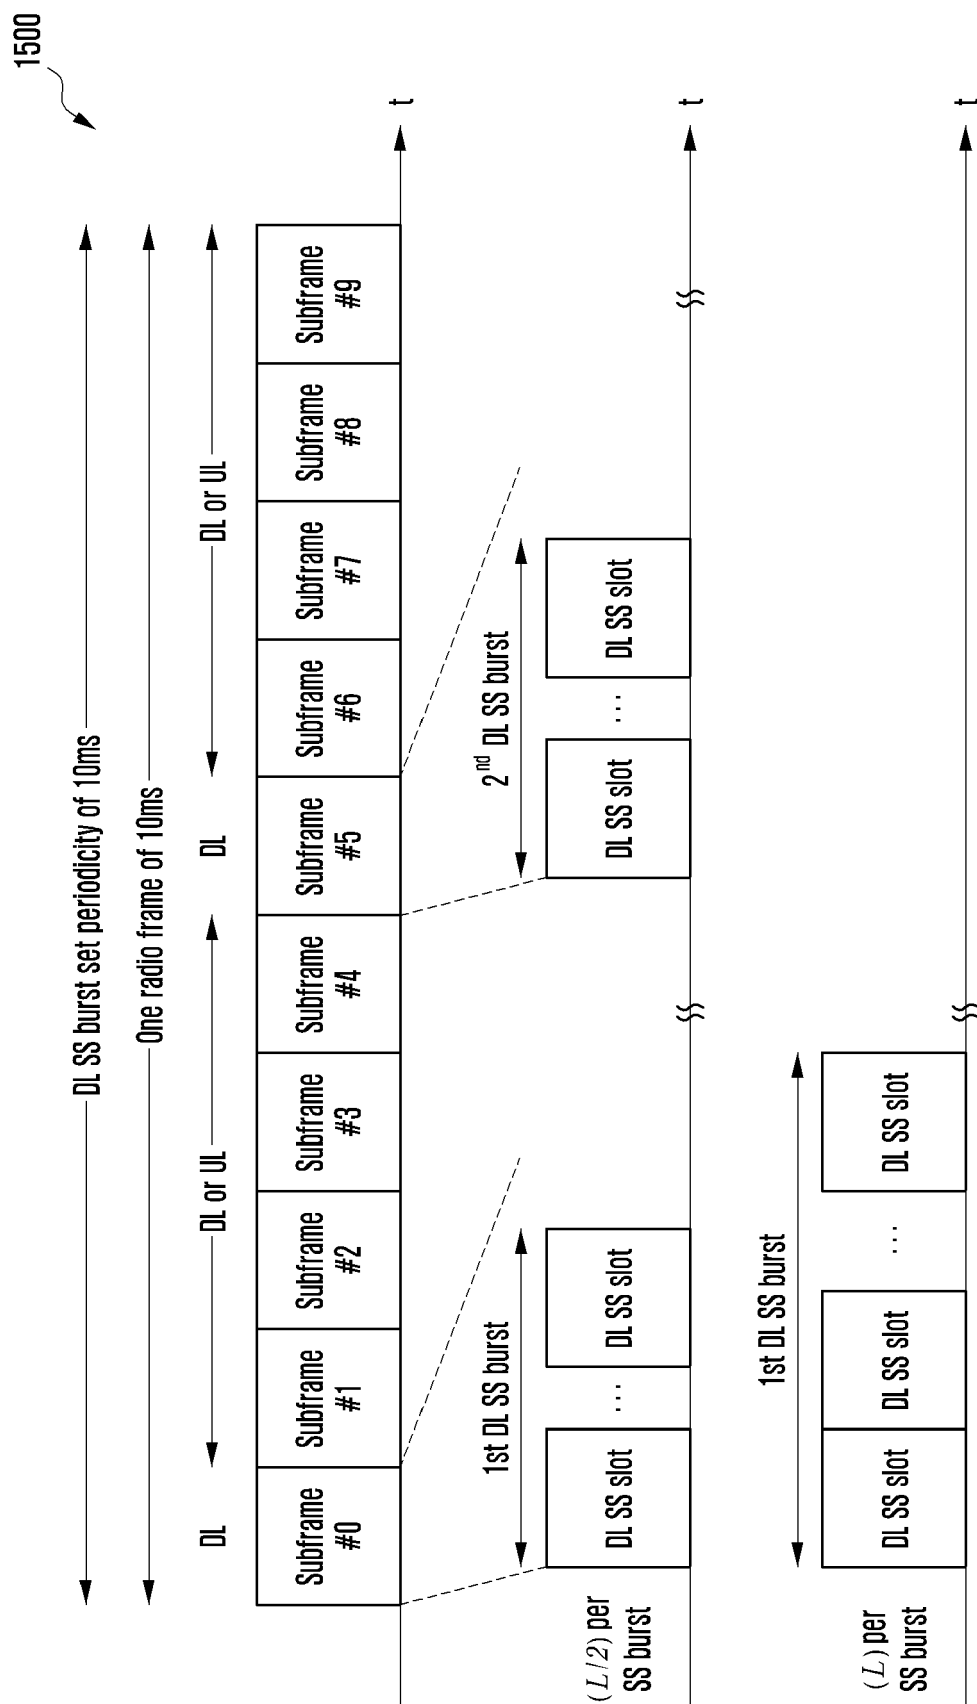 1500
DL SS burst set periodicity of 10ms
One radio frame of 10ms
DL
DL or UL
DL
DL or UL
Subframe
#0
Subframe
#1
Subframe
#2
Subframe
#3
Subframe
#4
Subframe
#5
Subframe
#6
Subframe
#7
Subframe
#8
Subframe
#9
t
1st DL SS burst
2nd DL SS burst
(L/2) per
SS burst
DL SS slot
...
DL SS slot
DL SS slot
...
DL SS slot
t
1st DL SS burst
(L) per
SS burst
DL SS slot
DL SS slot
...
DL SS slot
t